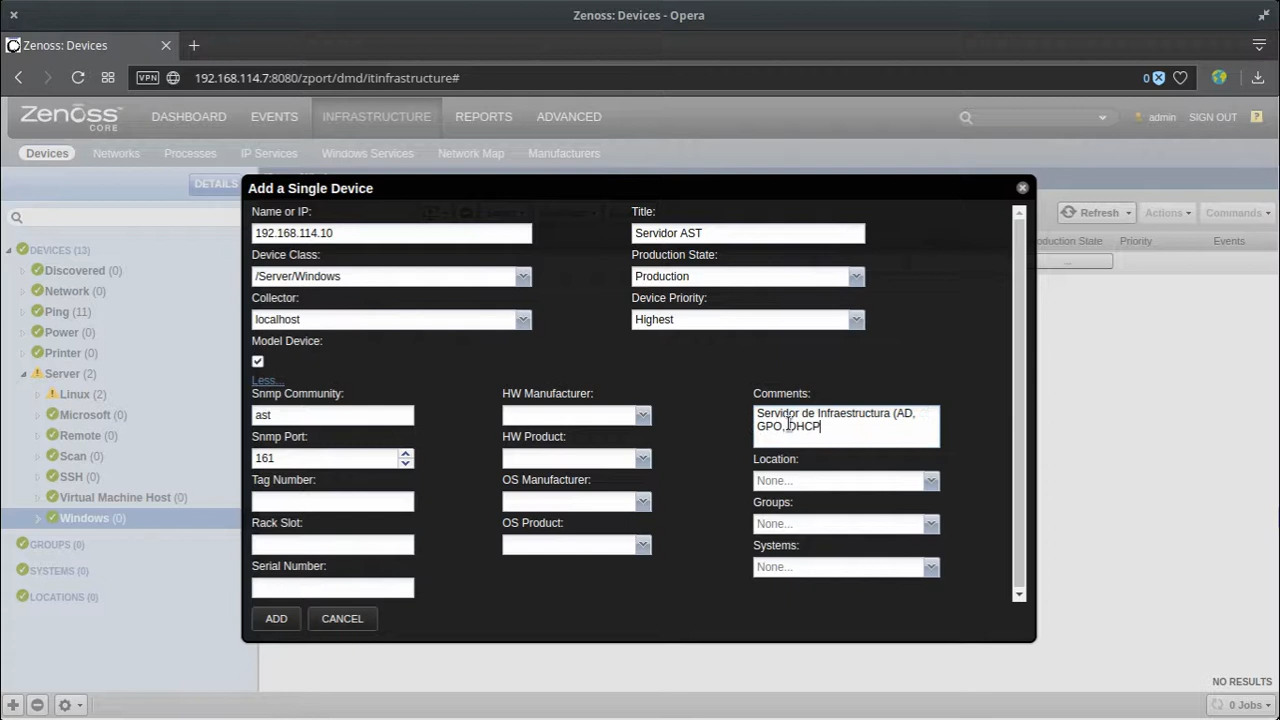 Zenoss: Devices - Opera
Zenoss: Devices
VPN
192.168.114.7:8080/zport/dmd/itinfrastructure#
0
Zenoss
CORE
DASHBOARD
EVENTS
INFRASTRUCTURE
REPORTS
ADVANCED
admin
SIGN OUT
?
Devices
Networks
Processes
IP Services
Windows Services
Network Map
Manufacturers
DETAILS
DEVICES (13)
Discovered (0)
Network (0)
Ping (11)
Power (0)
Printer (0)
Server (2)
Linux (2)
Microsoft (0)
Remote (0)
Scan (0)
SSH (0)
Virtual Machine Host (0)
Windows (0)
GROUPS (0)
SYSTEMS (0)
LOCATIONS (0)
Refresh
Actions
Commands
Production State
Priority
Events
...
Add a Single Device
Name or IP:
192.168.114.10
Title:
Servidor AST
Device Class:
/Server/Windows
Production State:
Production
Collector:
localhost
Device Priority:
Highest
Model Device:
Less...
Snmp Community:
ast
Snmp Port:
161
Tag Number:
Rack Slot:
Serial Number:
HW Manufacturer:
HW Product:
OS Manufacturer:
OS Product:
Comments:
Servidor de Infraestructura (AD,
GPO, DHCP
Location:
None...
Groups:
None...
Systems:
None...
ADD
CANCEL
NO RESULTS
0 Jobs